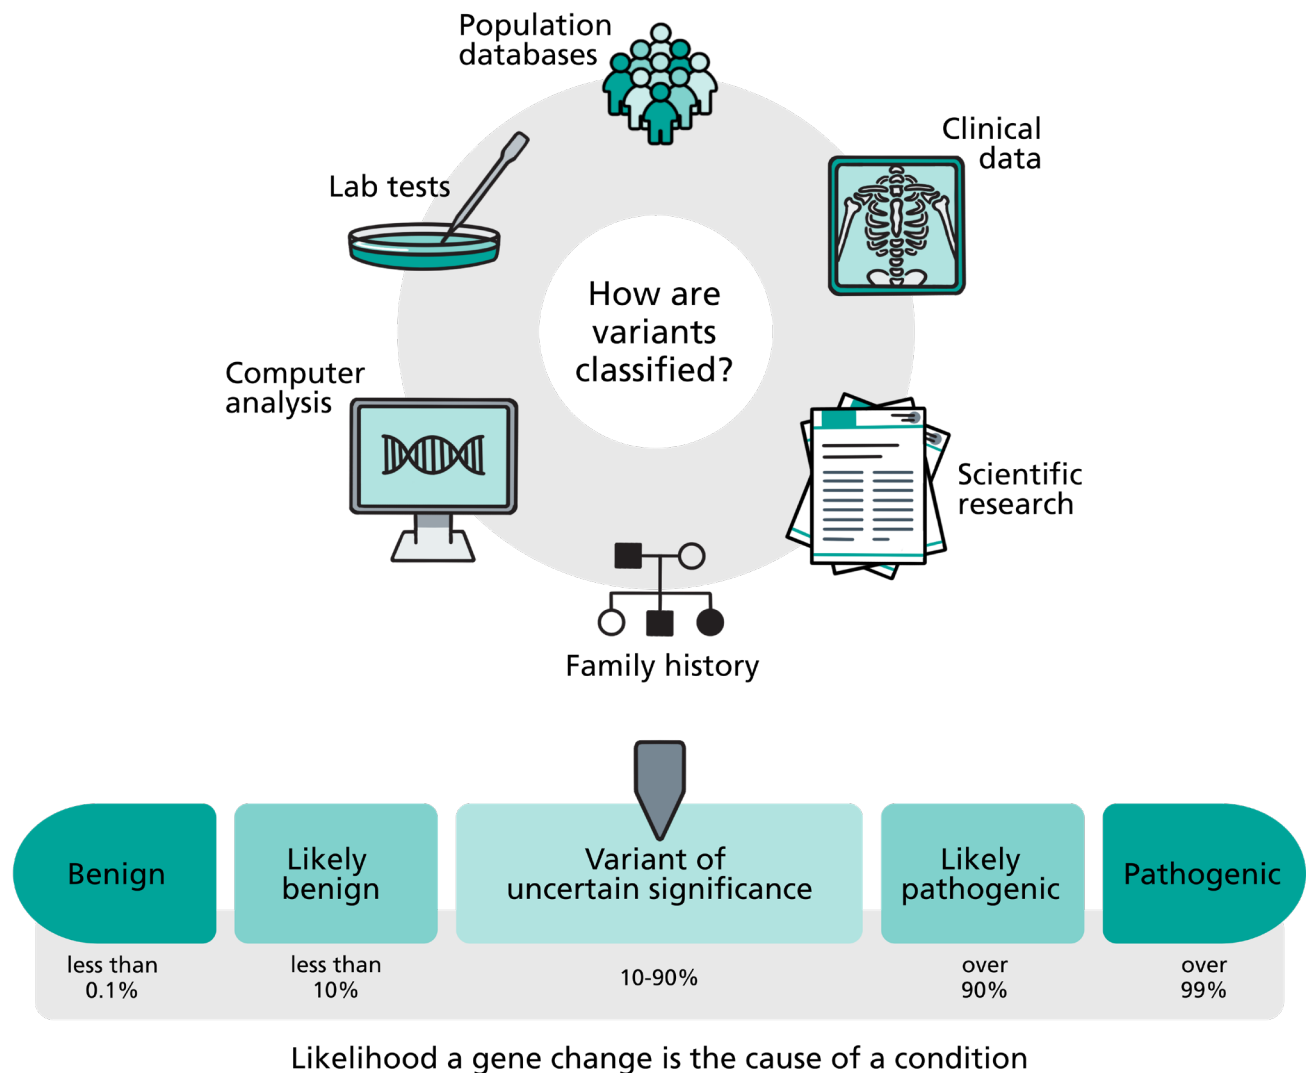 Population
databases
Clinical
data
Lab tests
How are
variants
classified?
Computer
analysis
Scientific
research
Family history
Benign
Likely
benign
Variant of
uncertain significance
Likely
pathogenic
Pathogenic
less than
0.1%
less than
10%
10-90%
over
90%
over
99%
Likelihood a gene change is the cause of a condition